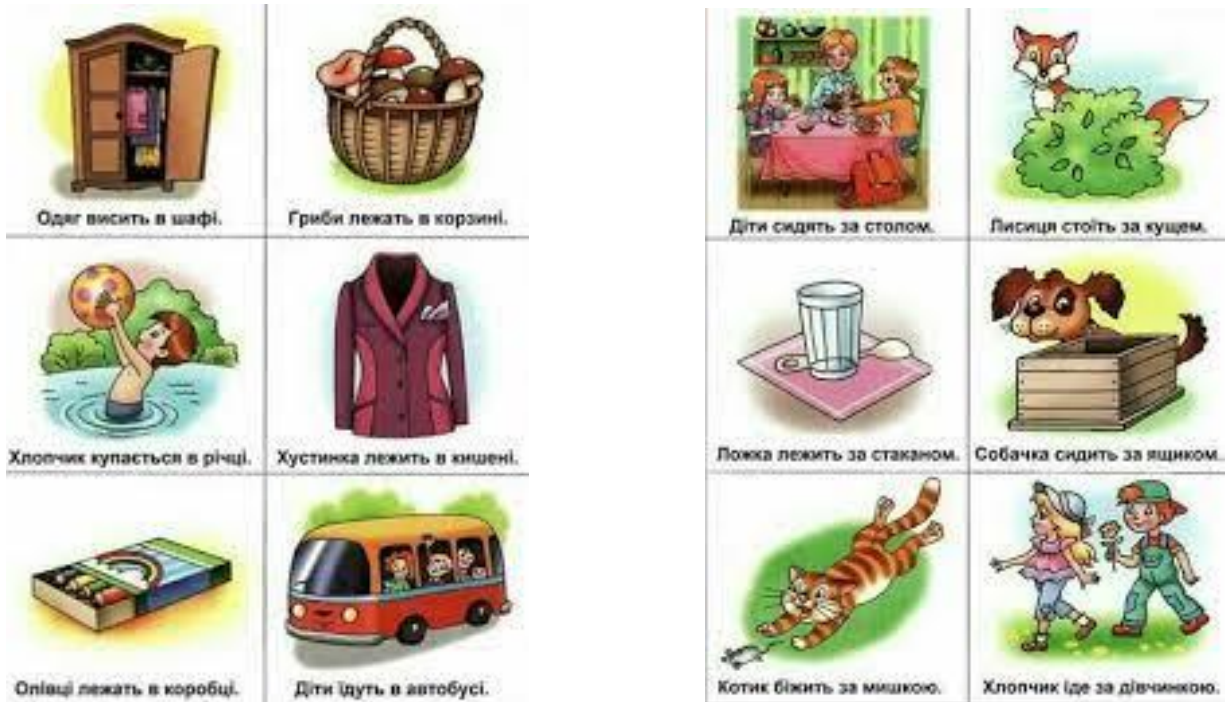 Одяг висить в шафі.
Гриби лежать в корзині.
Хлопчик купається в річці.
Хустинка лежить в кишені.
Олівці лежать в коробці.
Діти їдуть в автобусі.
Діти сидять за столом.
Лисиця стоїть за кущем.
Ложка лежить за стаканом.
Собачка сидить за ящиком.
Котик біжить за мишкою.
Хлопчик іде за дівчинкою.